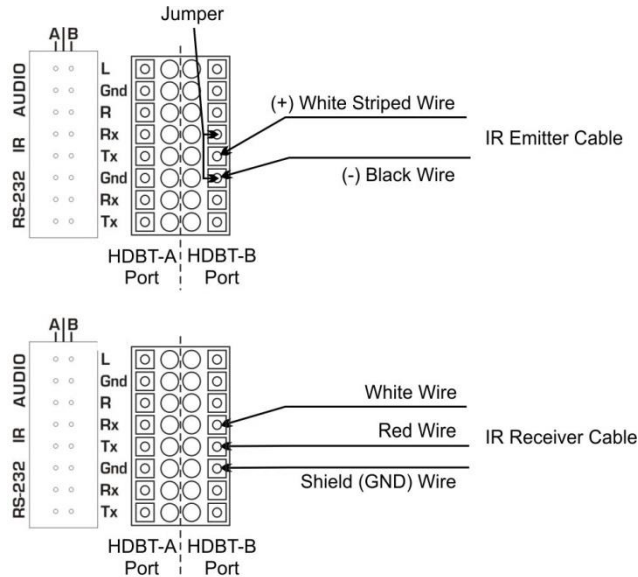 Jumper
A B
AUDIO
IR
RS-232
L
Gnd
R
Rx
Tx
Gnd
Rx
Tx
(+) White Striped Wire
(-) Black Wire
IR Emitter Cable
HDBT-A
Port
HDBT-B
Port
A B
AUDIO
IR
RS-232
L
Gnd
R
Rx
Tx
Gnd
Rx
Tx
White Wire
Red Wire
Shield (GND) Wire
IR Receiver Cable
HDBT-A
Port
HDBT-B
Port